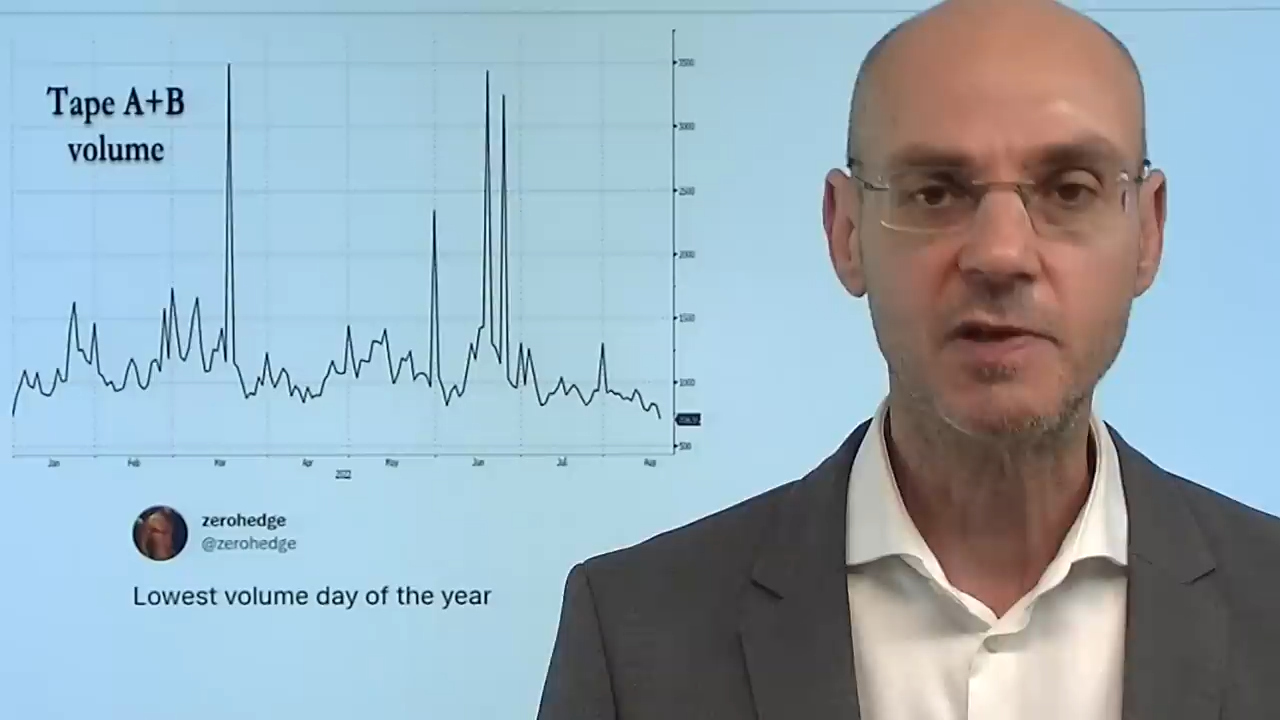 Tape A+B
volume
3500
3000
2500
2000
1500
1000
500
Jan Feb Mar Apr May Jun Jul Aug
2022
zerohedge
@zerohedge
Lowest volume day of the year